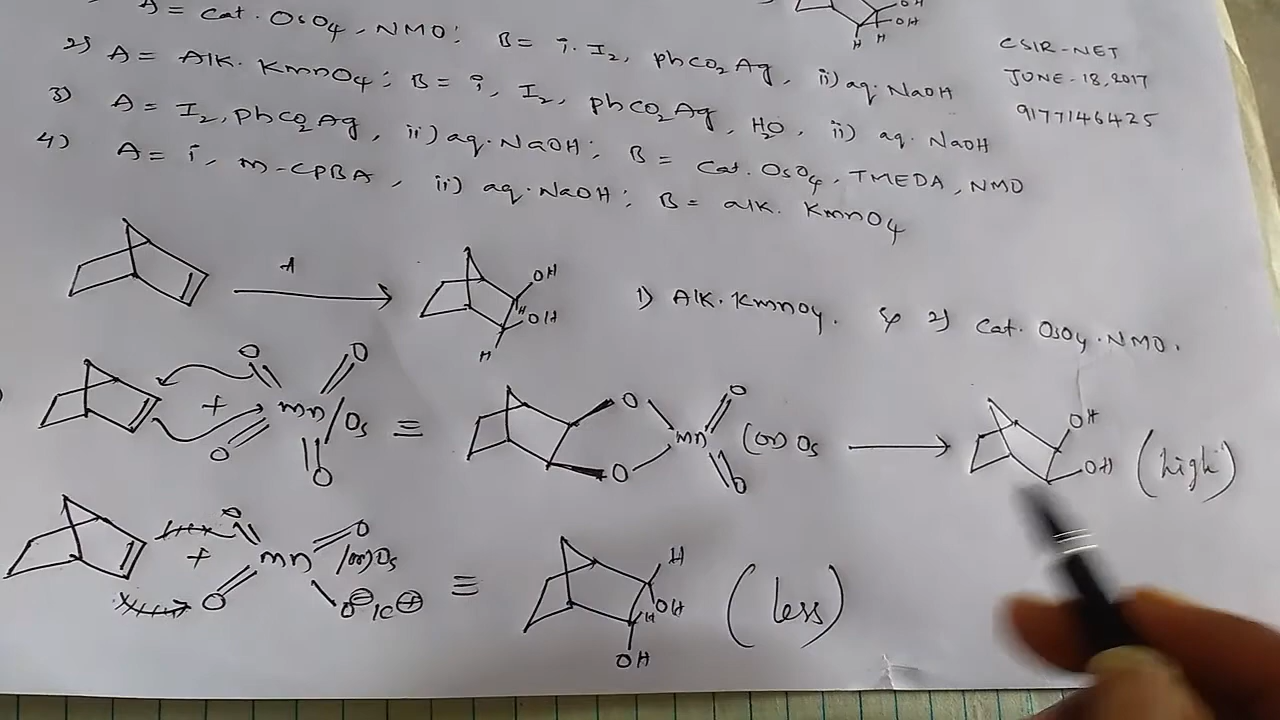 A = Cat. OsO4, NMO; B = i. I2, phCO2Ag, ii) aq. NaOH
2) A = Alk. KMnO4; B = i, I2, phCO2Ag, H2O, ii) aq. NaOH
3) A = I2, phCO2Ag, ii) aq. NaOH; B = Cat. OsO4, TMEDA, NMO
4) A = i, m-CPBA, ii) aq. NaOH; B = alk. KMnO4
OH
OH
H H
CSIR-NET
JUNE-18,2017
9177146425
A
OH
H
OH
H
1) Alk. KMnO4. & 2) Cat. OsO4.NMO.
O O
+ Mn/Os
O O
≡
O O
Mn (or) Os
O O
OH
OH (high)
O O
+ Mn /(or)Os
O O⊖K⊕
≡
H
OH
H
OH
(less)